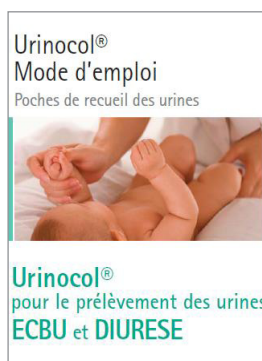 Urinocol®
Mode d'emploi
Poches de recueil des urines
Urinocol®
pour le prélèvement des urines
ECBU et DIURESE